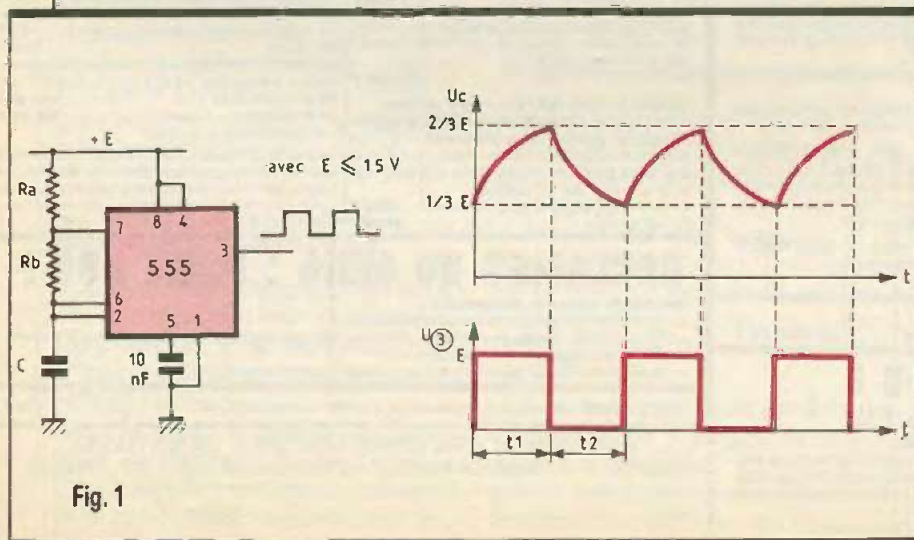 +E
Ra
Rb
C
7
8 4
3
555
6
2
5 1
10
nF
avec E ≤ 15 V
Uc
2/3 E
1/3 E
t
U③
E
t1
t2
t
Fig. 1